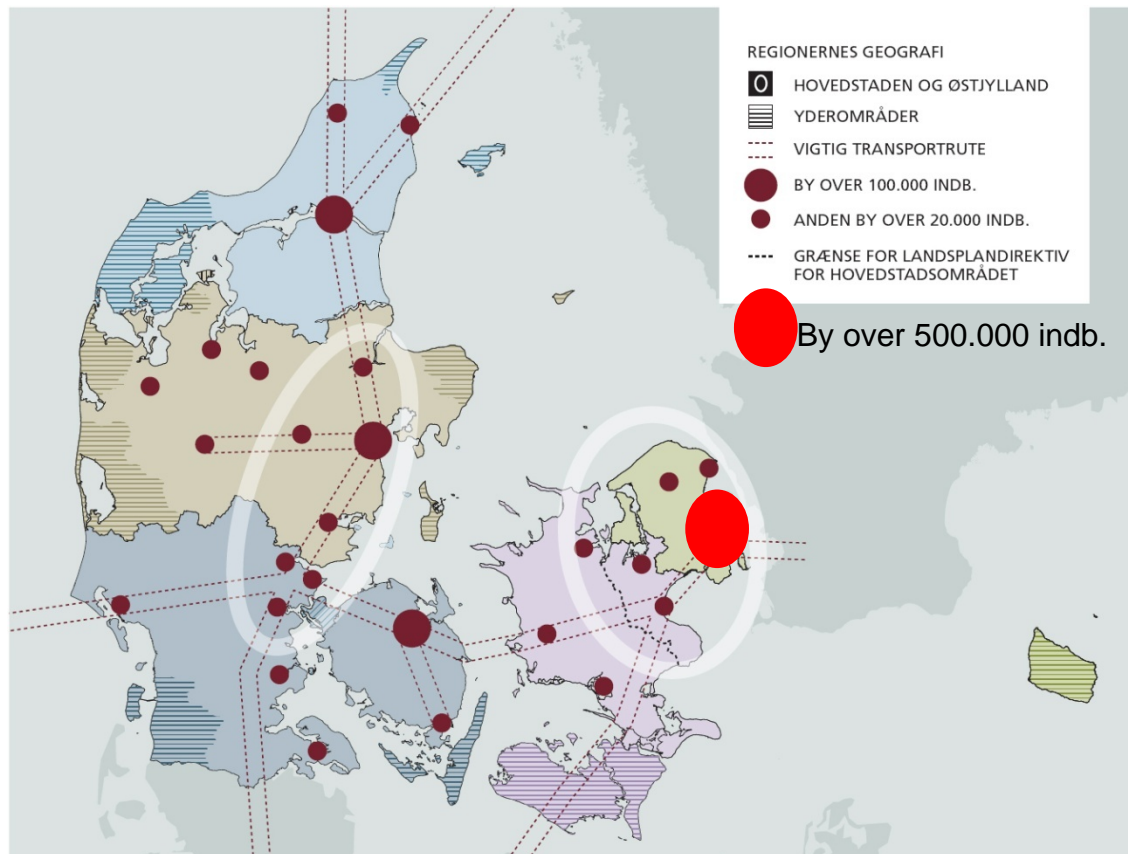 REGIONERNES GEOGRAFI
HOVEDSTADEN OG ØSTJYLLAND
YDEROMRÅDER
VIGTIG TRANSPORTRUTE
BY OVER 100.000 INDB.
ANDEN BY OVER 20.000 INDB.
GRÆNSE FOR LANDSPLANDIREKTIV
FOR HOVEDSTADSOMRÅDET
By over 500.000 indb.